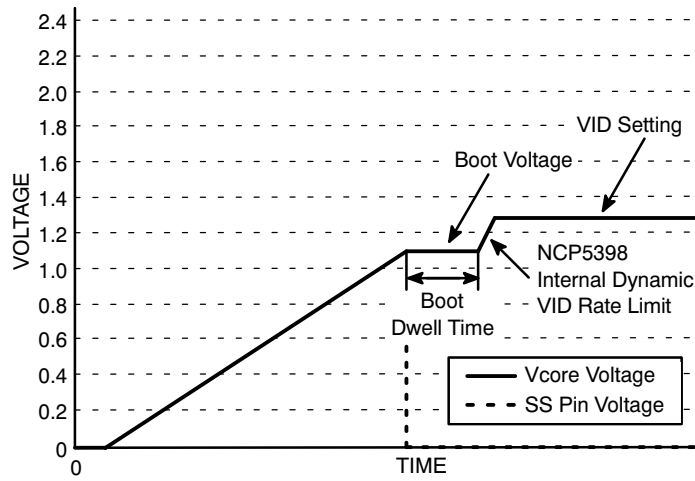 2.4
2.2
2.0
1.8
1.6
1.4
1.2
1.0
0.8
0.6
0.4
0.2
0
VOLTAGE
VID Setting
Boot Voltage
NCP5398
Internal Dynamic
VID Rate Limit
Boot
Dwell Time
Vcore Voltage
SS Pin Voltage
0
TIME